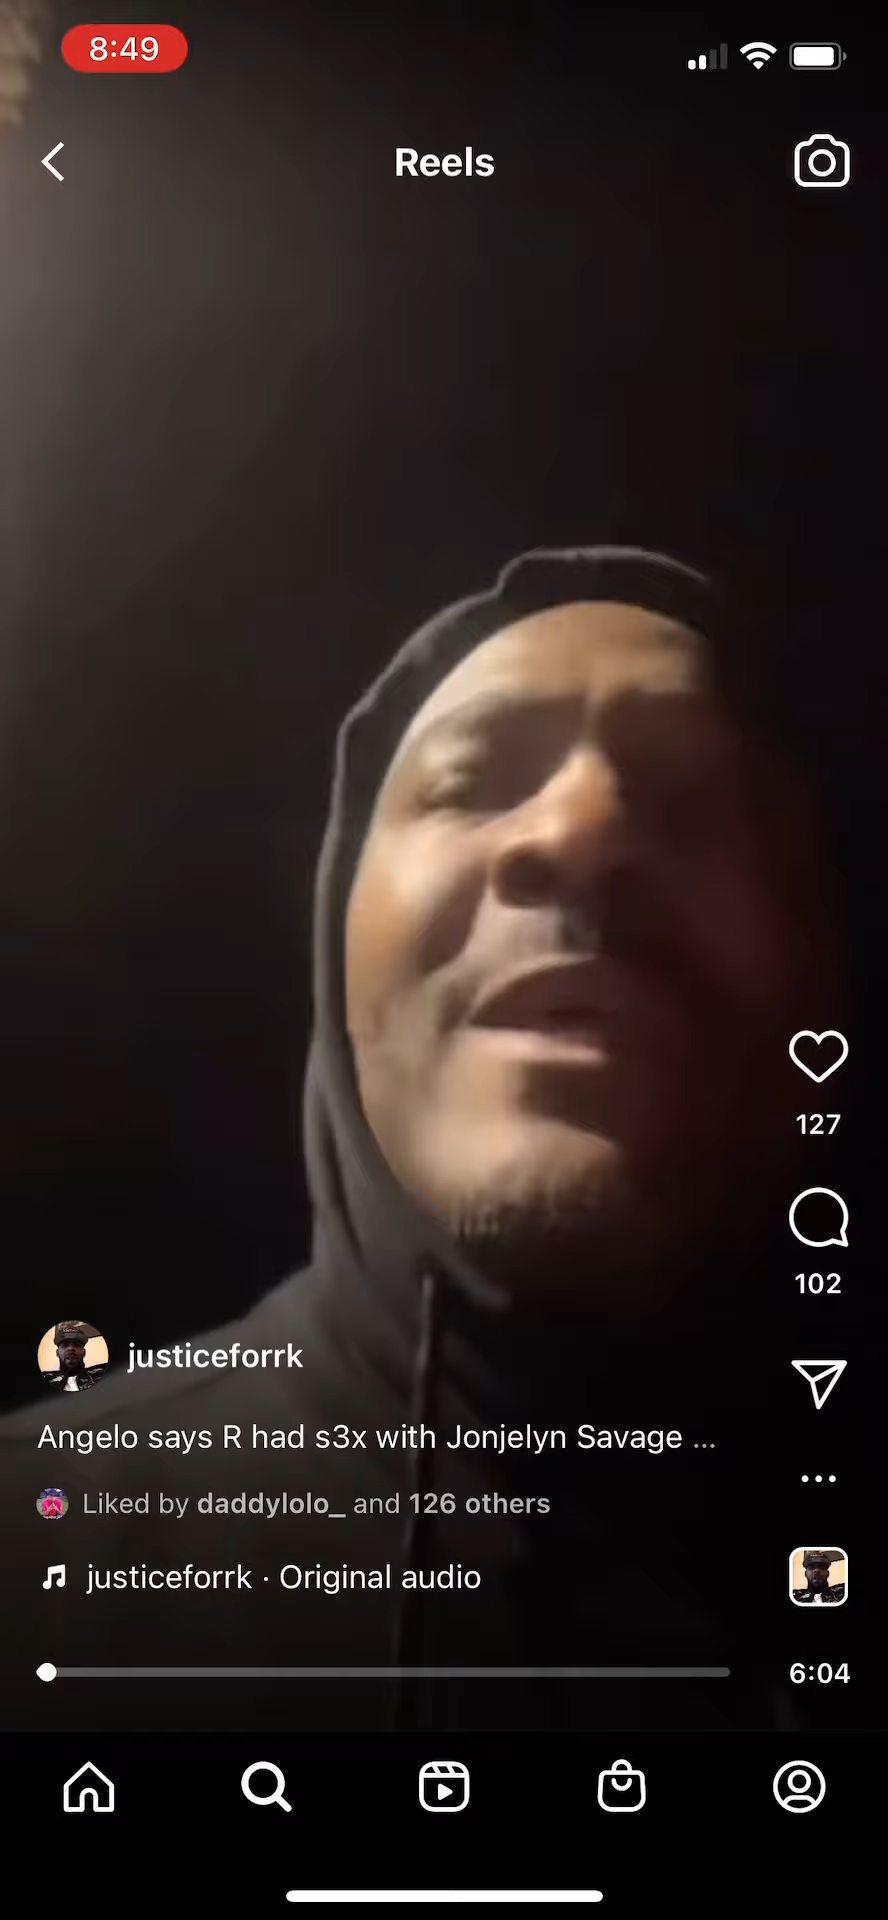 8:49
Reels
127
102
justiceforrk
Angelo says R had s3x with Jonjelyn Savage ...
Liked by daddylolo_ and 126 others
justiceforrk · Original audio
6:04